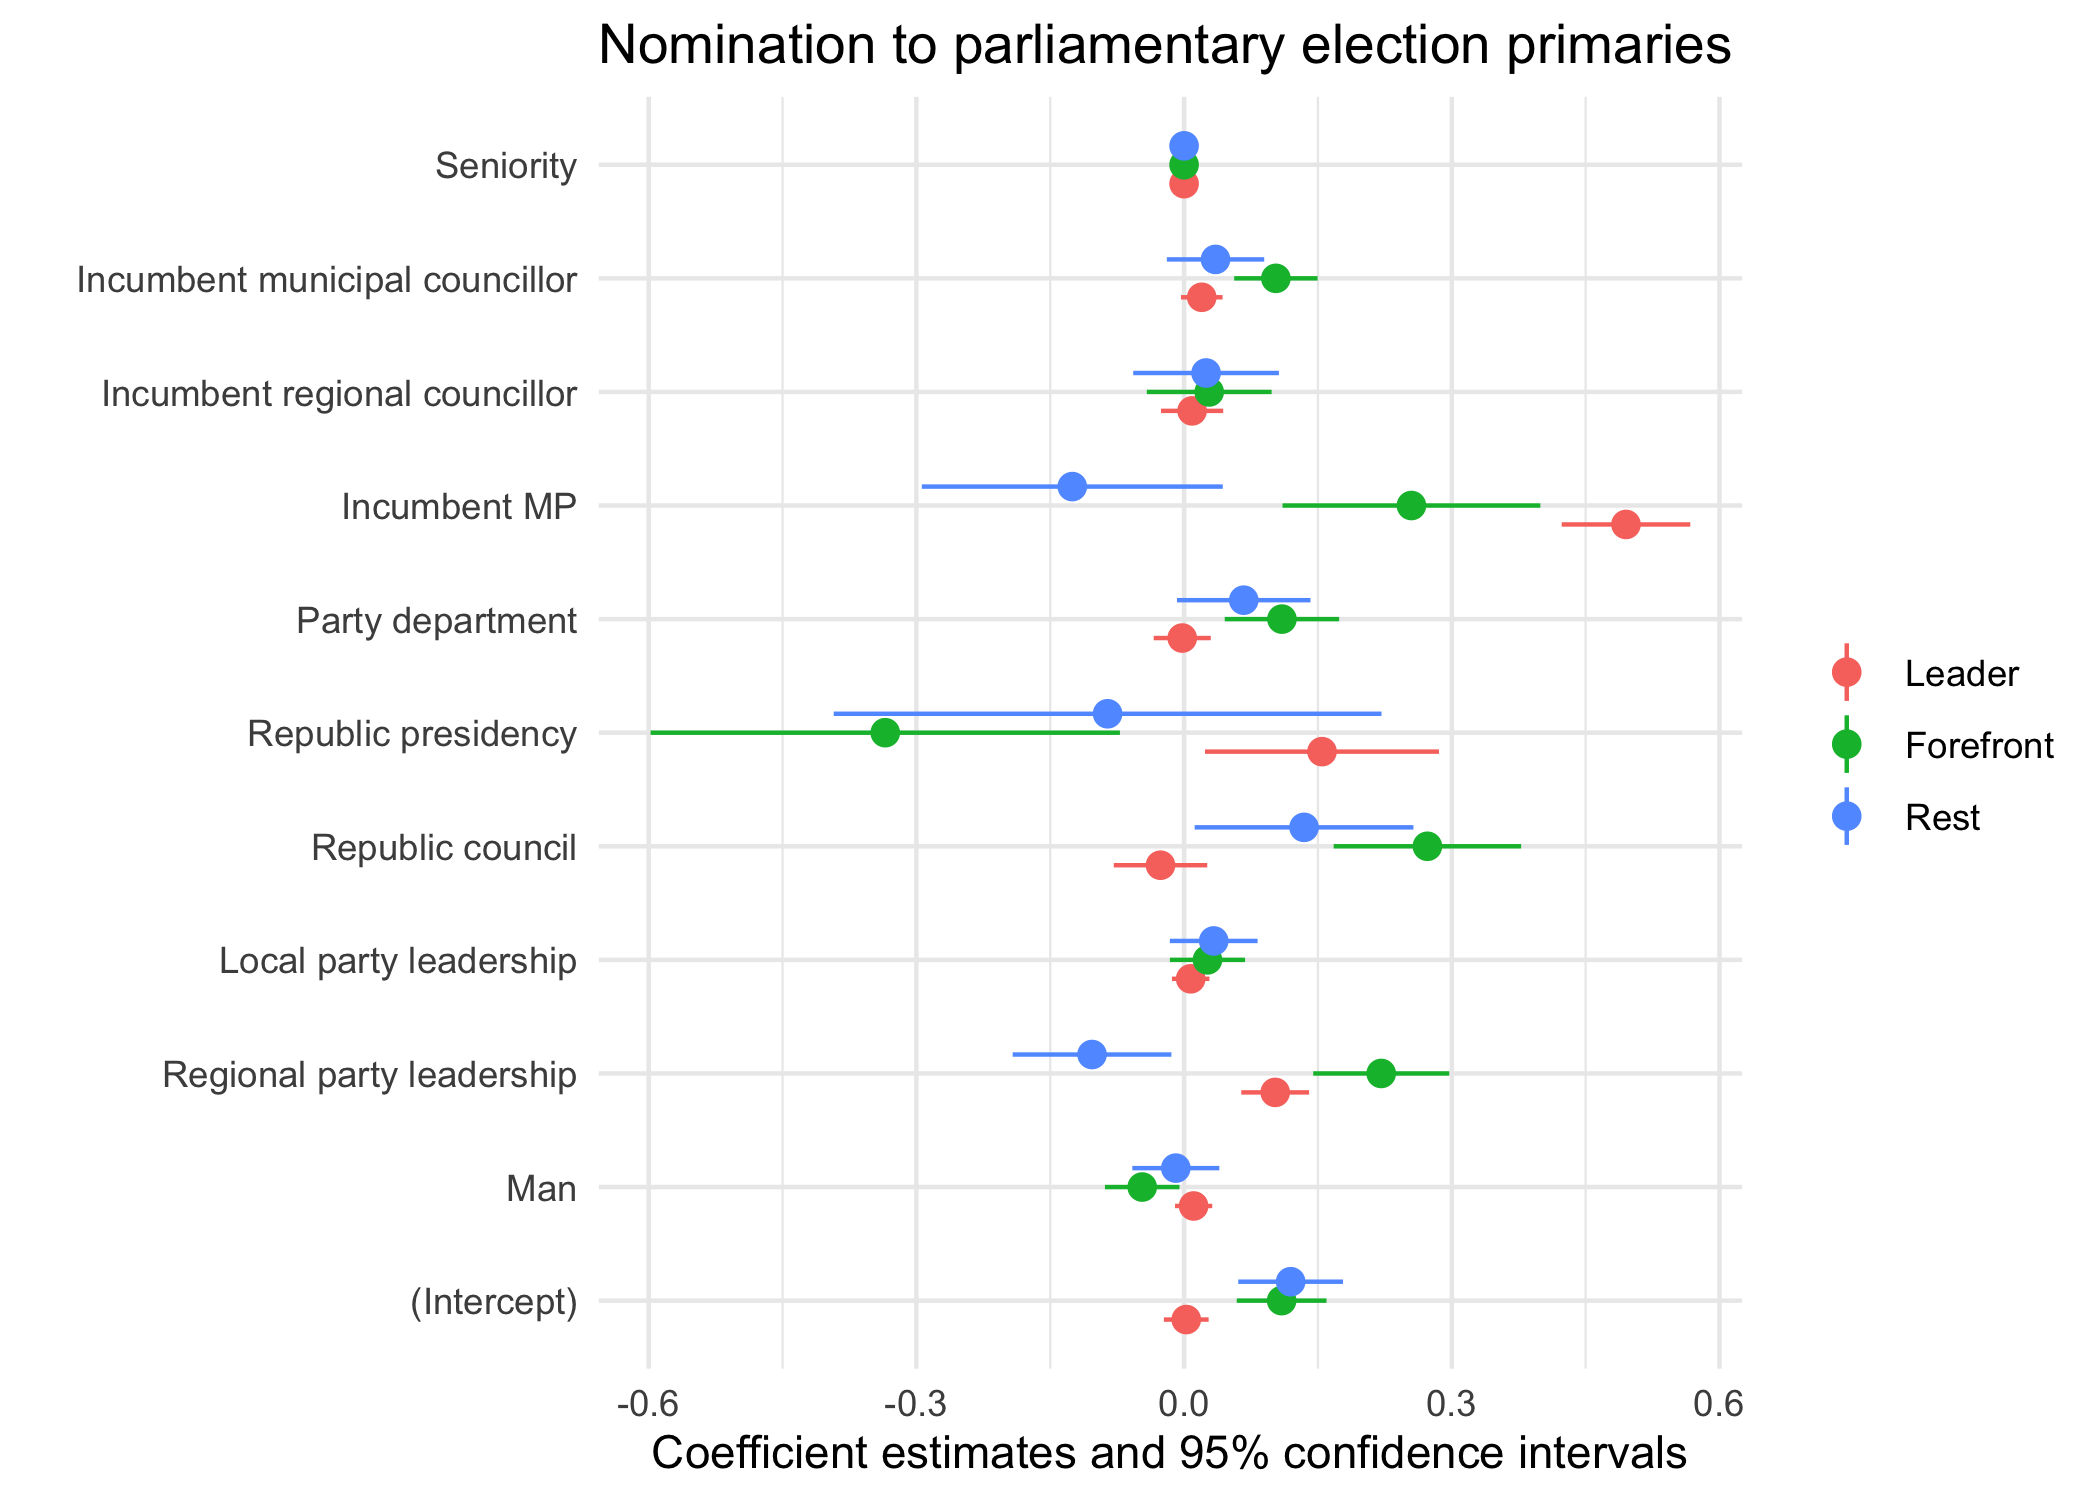 Nomination to parliamentary election primaries
Seniority
Incumbent municipal councillor
Incumbent regional councillor
Incumbent MP
Party department
Republic presidency
Republic council
Local party leadership
Regional party leadership
Man
(Intercept)
-0.6 -0.3 0.0 0.3 0.6
Coefficient estimates and 95% confidence intervals
Leader
Forefront
Rest